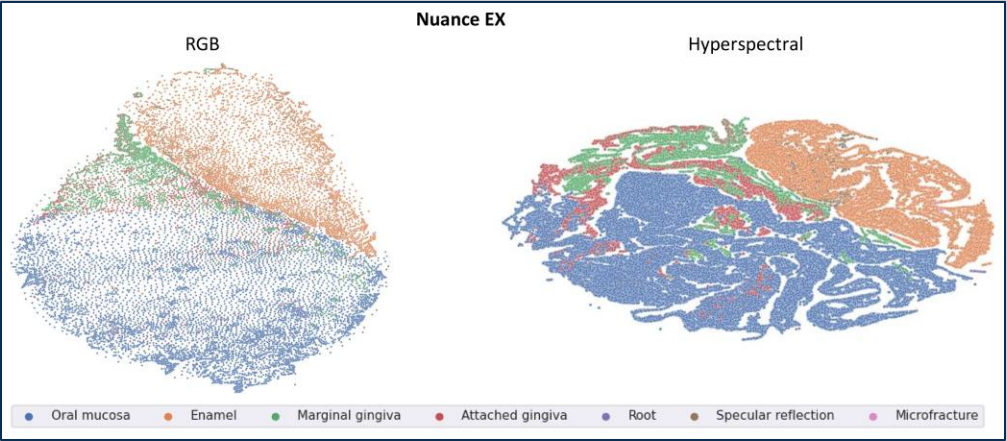 Nuance EX
RGB
Hyperspectral
Oral mucosa
Enamel
Marginal gingiva
Attached gingiva
Root
Specular reflection
Microfracture